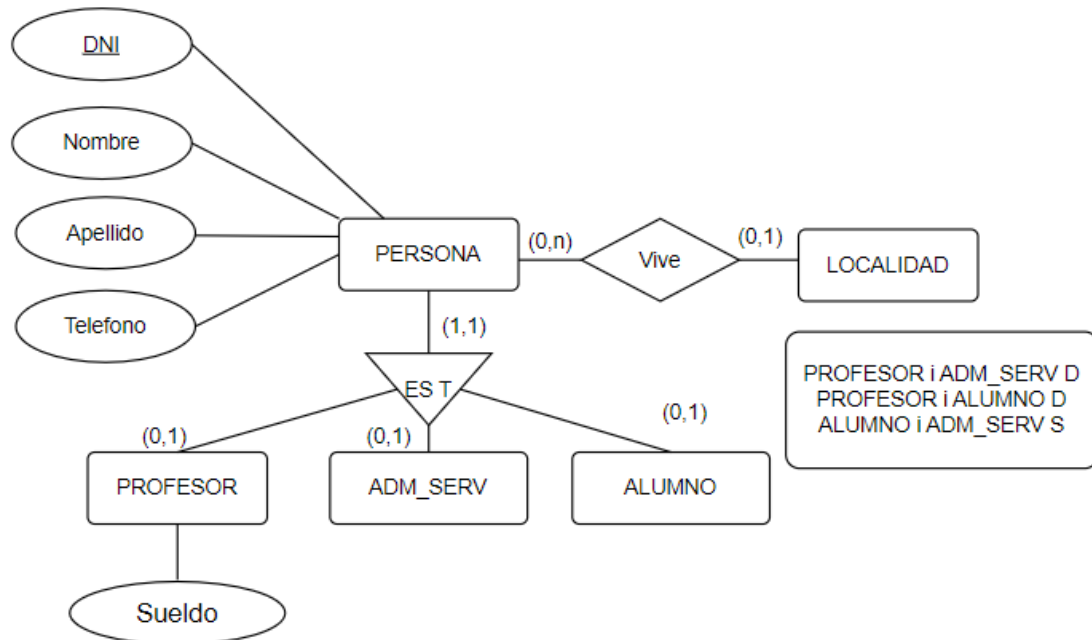 DNI
Nombre
Apellido
Telefono
PERSONA
(0,n)
Vive
(0,1)
LOCALIDAD
(1,1)
ES T
PROFESOR i ADM_SERV D
PROFESOR i ALUMNO D
ALUMNO i ADM_SERV S
(0,1)
(0,1)
(0,1)
PROFESOR
ADM_SERV
ALUMNO
Sueldo